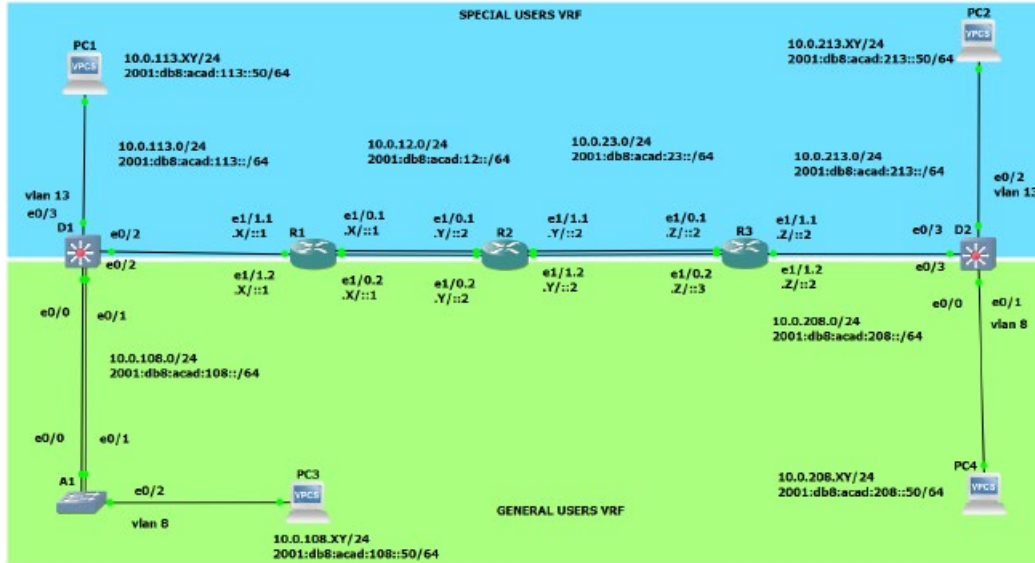 SPECIAL USERS VRF
PC1
VPCS
10.0.113.XY/24
2001:db8:acad:113::50/64
PC2
VPCS
10.0.213.XY/24
2001:db8:acad:213::50/64
10.0.113.0/24
2001:db8:acad:113::/64
10.0.12.0/24
2001:db8:acad:12::/64
10.0.23.0/24
2001:db8:acad:23::/64
10.0.213.0/24
2001:db8:acad:213::/64
vlan 13
e0/3
e0/2
vlan 13
D1
e0/2
e0/2
e1/1.1
.X/::1
R1
e1/0.1
.X/::1
e1/0.1
.Y/::2
R2
e1/1.1
.Y/::2
e1/0.1
.Z/::2
R3
e1/1.1
.Z/::2
e0/3
D2
e0/3
e1/1.2
.X/::1
e1/0.2
.X/::1
e1/0.2
.Y/::2
e1/1.2
.Y/::2
e1/0.2
.Z/::3
e1/1.2
.Z/::2
e0/0
e0/1
e0/0
e0/1
vlan 8
10.0.208.0/24
2001:db8:acad:208::/64
10.0.108.0/24
2001:db8:acad:108::/64
e0/0
e0/1
A1
e0/2
vlan 8
PC3
VPCS
10.0.108.XY/24
2001:db8:acad:108::50/64
10.0.208.XY/24
2001:db8:acad:208::50/64
PC4
VPCS
GENERAL USERS VRF